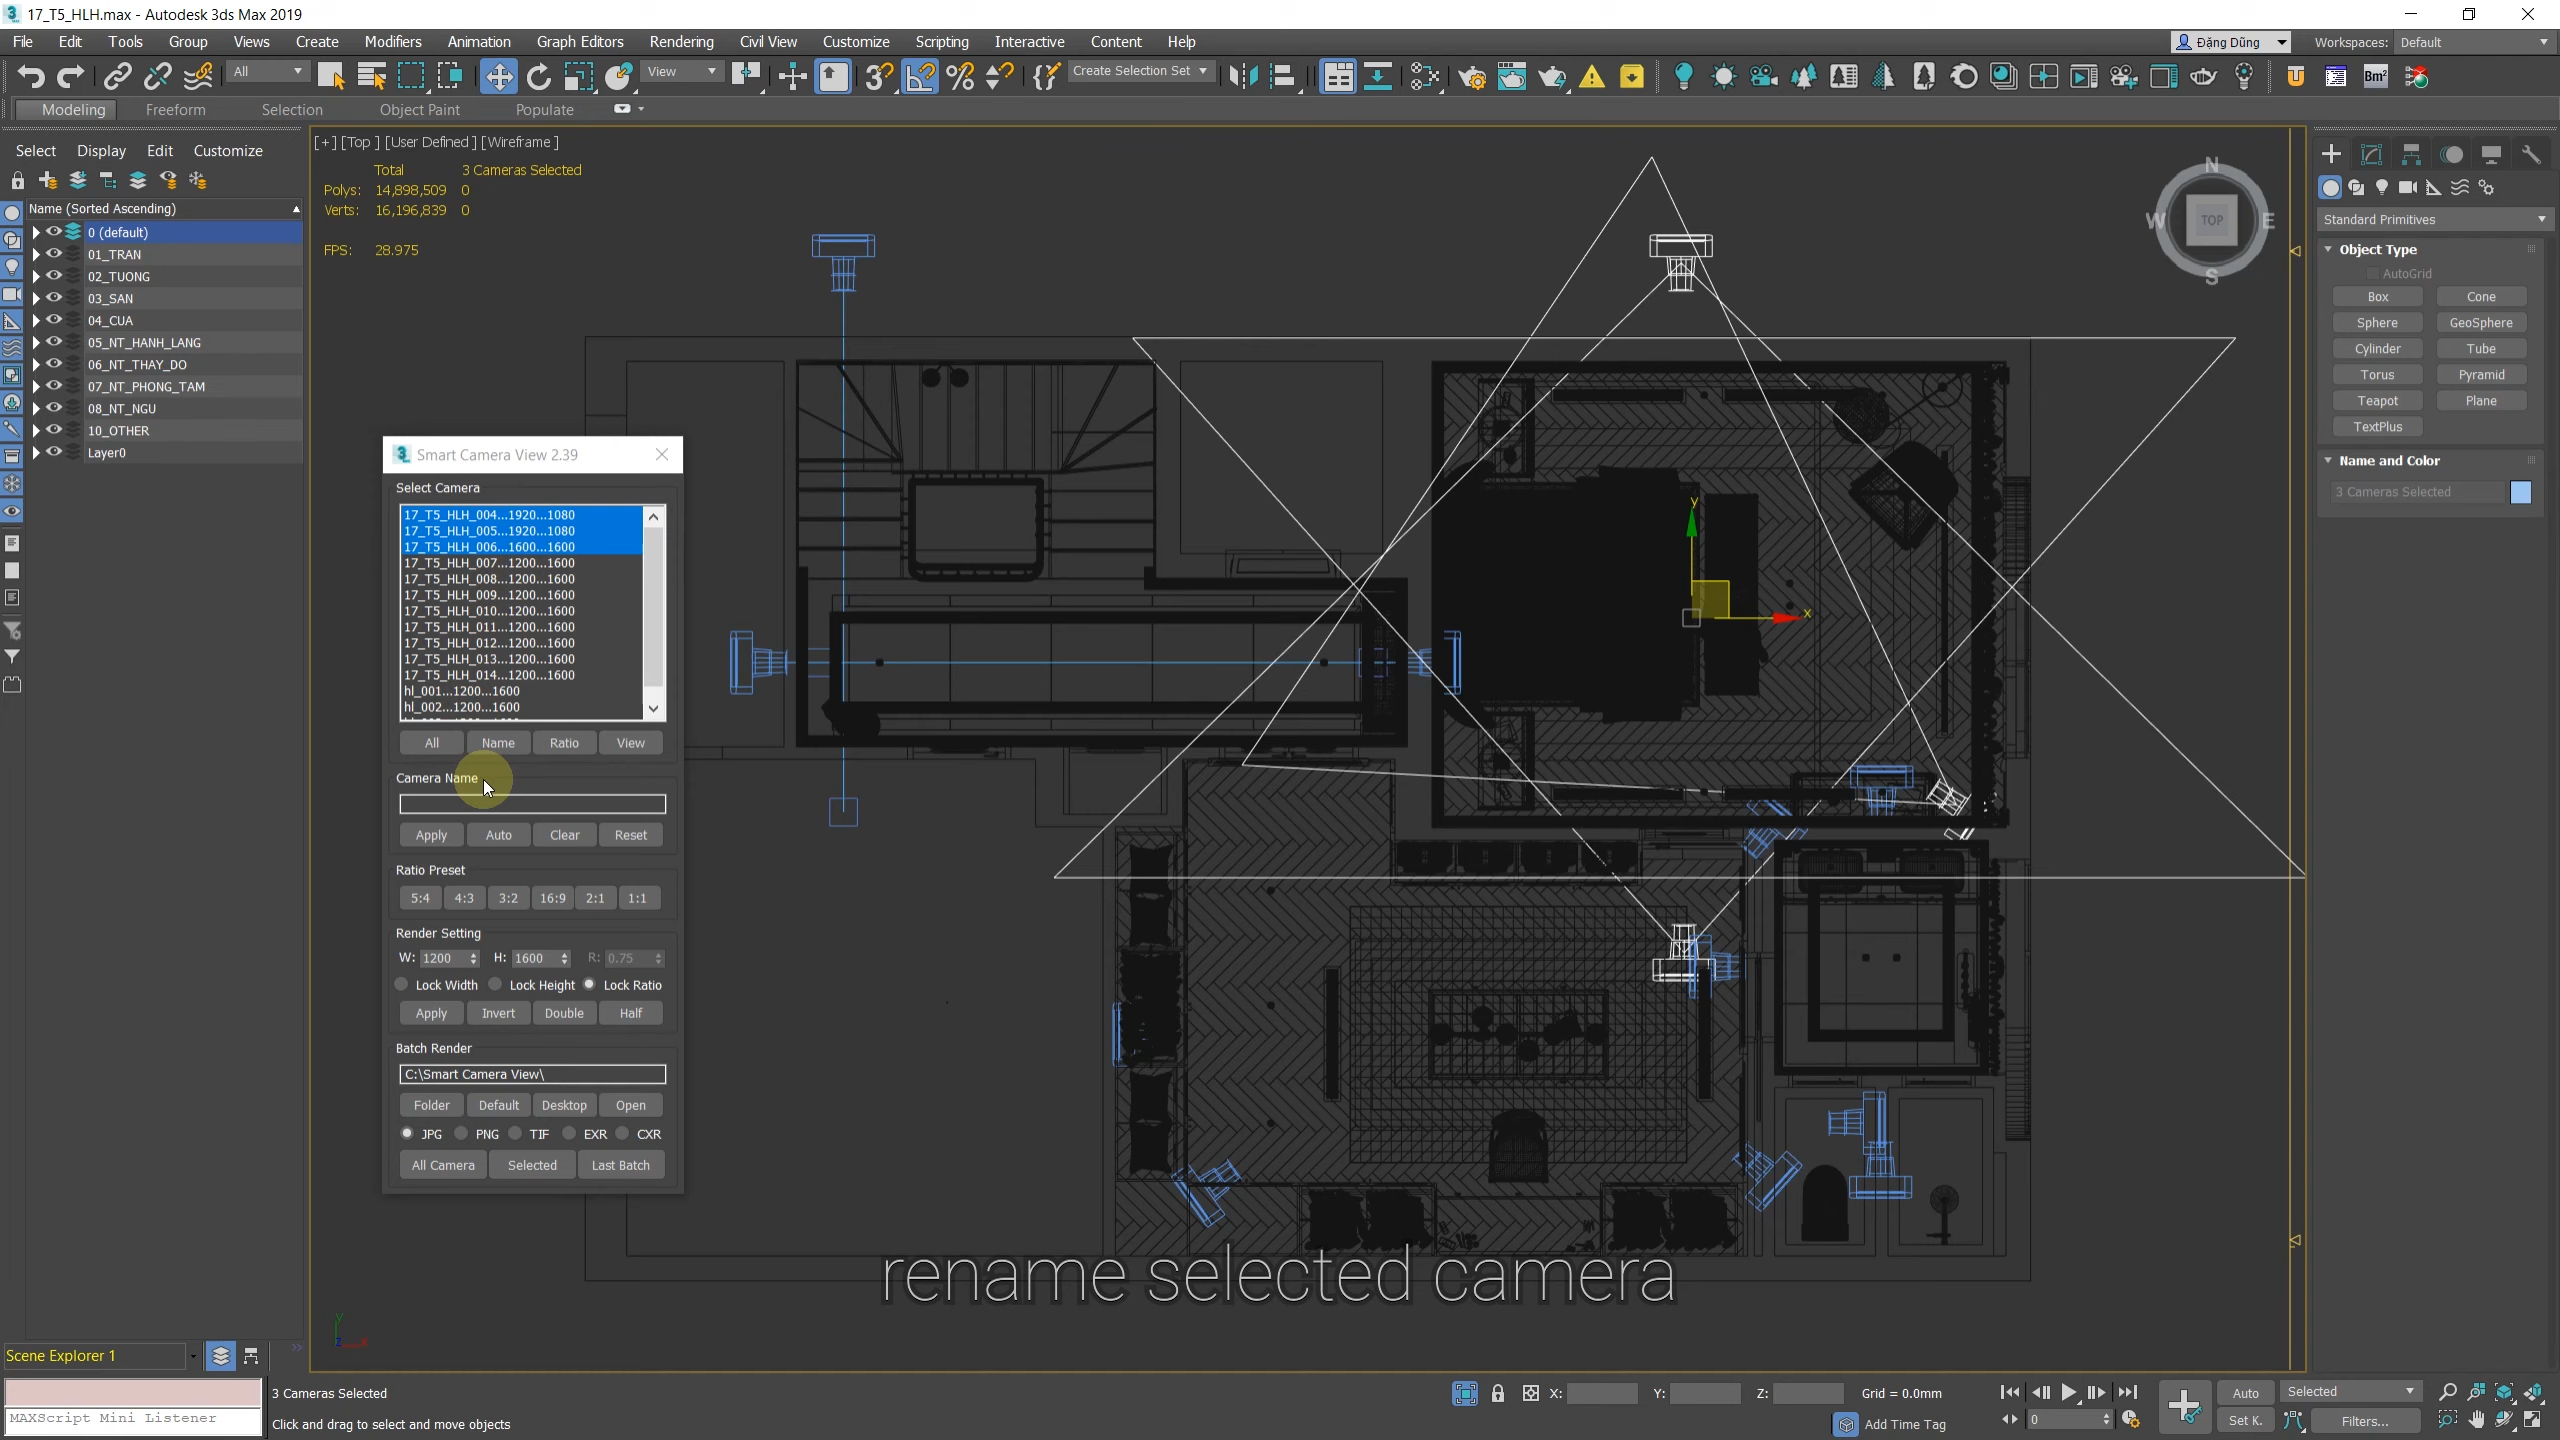 17_T5_HLH.max - Autodesk 3ds Max 2019
File Edit Tools Group Views Create Modifiers Animation Graph Editors Rendering Civil View Customize Scripting Interactive Content Help
Đặng Dũng Workspaces: Default
All View Create Selection Set
Modeling Freeform Selection Object Paint Populate
Select Display Edit Customize
Name (Sorted Ascending)
0 (default)
01_TRAN
02_TUONG
03_SAN
04_CUA
05_NT_HANH_LANG
06_NT_THAY_DO
07_NT_PHONG_TAM
08_NT_NGU
10_OTHER
Layer0
[+] [Top ] [User Defined ] [Wireframe ]
Total 3 Cameras Selected
Polys: 14,898,509 0
Verts: 16,196,839 0
FPS: 28.975
Smart Camera View 2.39
Select Camera
17_T5_HLH_004...1920...1080
17_T5_HLH_005...1920...1080
17_T5_HLH_006...1600...1600
17_T5_HLH_007...1200...1600
17_T5_HLH_008...1200...1600
17_T5_HLH_009...1200...1600
17_T5_HLH_010...1200...1600
17_T5_HLH_011...1200...1600
17_T5_HLH_012...1200...1600
17_T5_HLH_013...1200...1600
17_T5_HLH_014...1200...1600
hl_001...1200...1600
hl_002...1200...1600
All Name Ratio View
Camera Name
Apply Auto Clear Reset
Ratio Preset
5:4 4:3 3:2 16:9 2:1 1:1
Render Setting
W: 1200 H: 1600 R: 0.75
Lock Width Lock Height Lock Ratio
Apply Invert Double Half
Batch Render
C:\Smart Camera View\
Folder Default Desktop Open
JPG PNG TIF EXR CXR
All Camera Selected Last Batch
y
x
N
W TOP E
S
Standard Primitives
Object Type
AutoGrid
Box Cone
Sphere GeoSphere
Cylinder Tube
Torus Pyramid
Teapot Plane
TextPlus
Name and Color
3 Cameras Selected
rename selected camera
Scene Explorer 1
MAXScript Mini Listener
3 Cameras Selected
Click and drag to select and move objects
X: Y: Z: Grid = 0.0mm
Add Time Tag
0
Auto Selected
Set K. Filters...